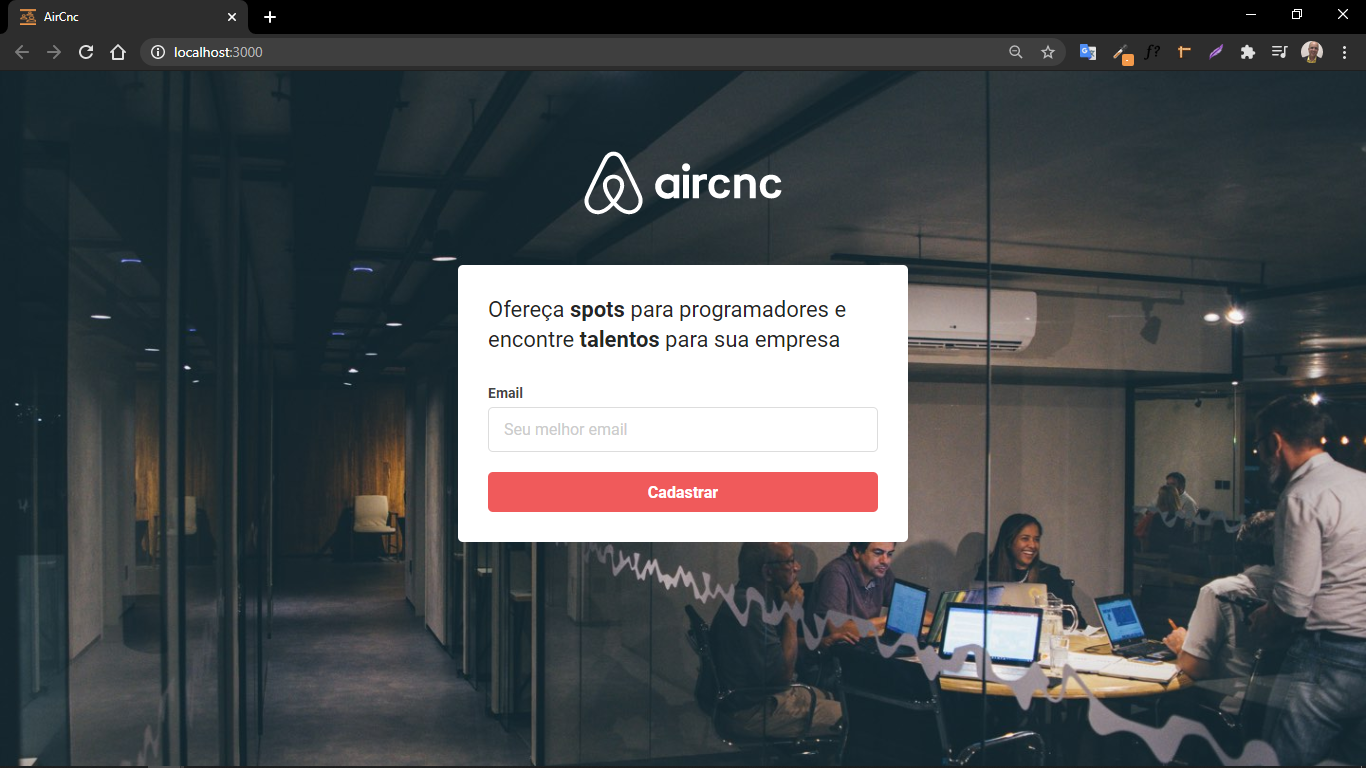 AirCnc
localhost:3000
f?
aircnc
Ofereça spots para programadores e
encontre talentos para sua empresa
Email
Seu melhor email
Cadastrar